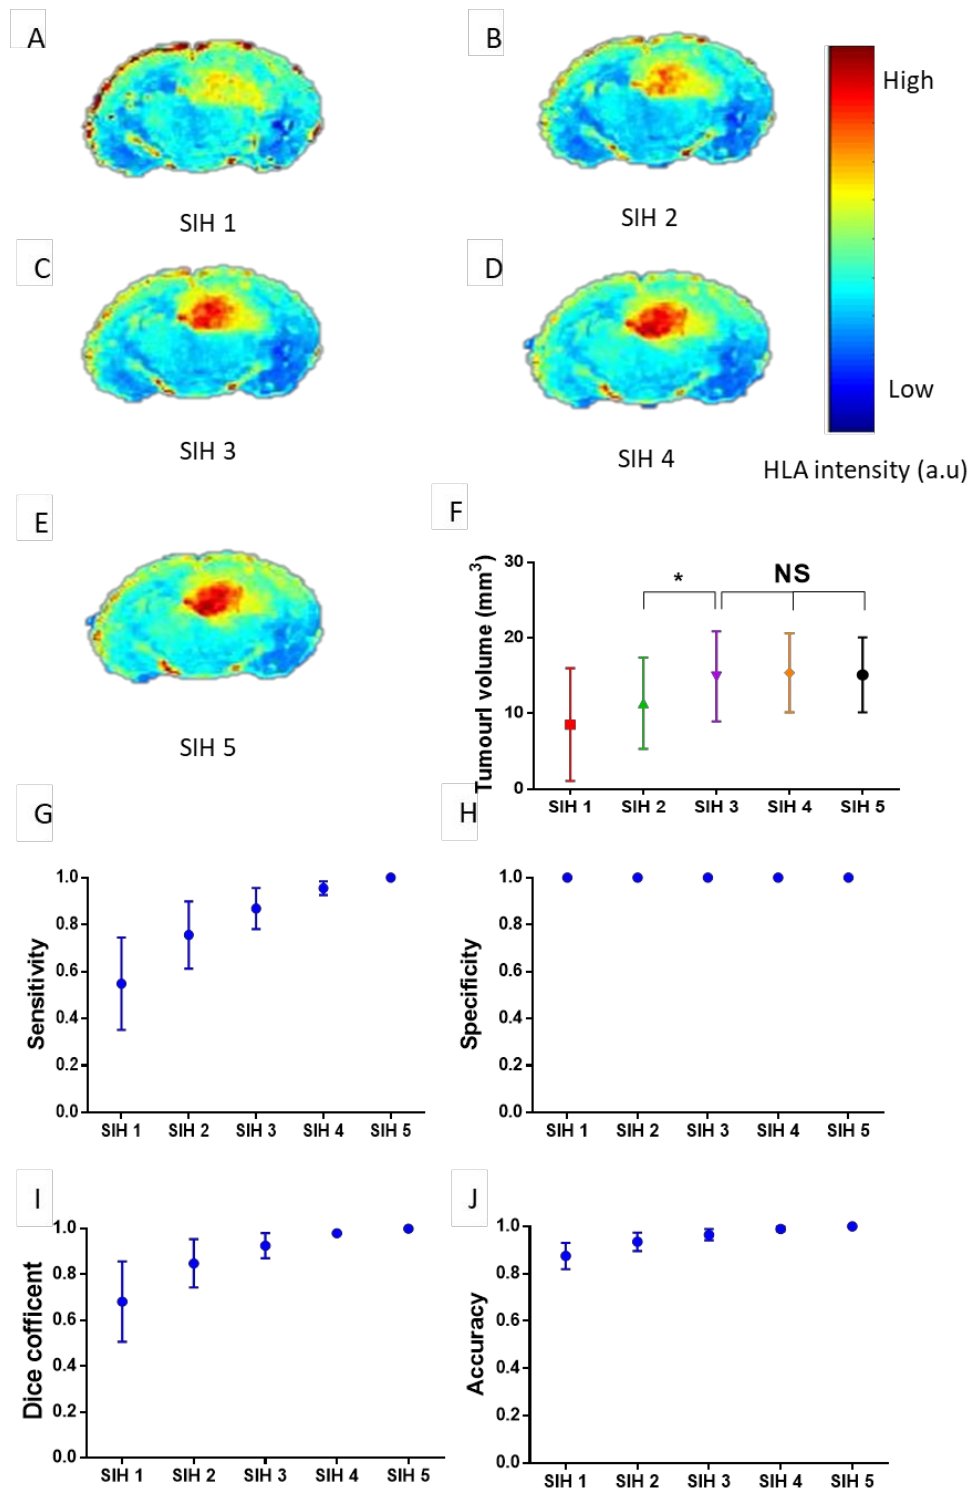 A
B
High
Low
HLA intensity (a.u)
SIH 1
SIH 2
C
D
SIH 3
SIH 4
E
SIH 5
F
Tumourl volume (mm³)
30
20
10
0
*
NS
SIH 1 SIH 2 SIH 3 SIH 4 SIH 5
G
Sensitivity
1.0
0.8
0.6
0.4
0.2
0.0
SIH 1 SIH 2 SIH 3 SIH 4 SIH 5
H
Specificity
1.0
0.8
0.6
0.4
0.2
0.0
SIH 1 SIH 2 SIH 3 SIH 4 SIH 5
I
Dice cofficent
1.0
0.8
0.6
0.4
0.2
0.0
SIH 1 SIH 2 SIH 3 SIH 4 SIH 5
J
Accuracy
1.0
0.8
0.6
0.4
0.2
0.0
SIH 1 SIH 2 SIH 3 SIH 4 SIH 5